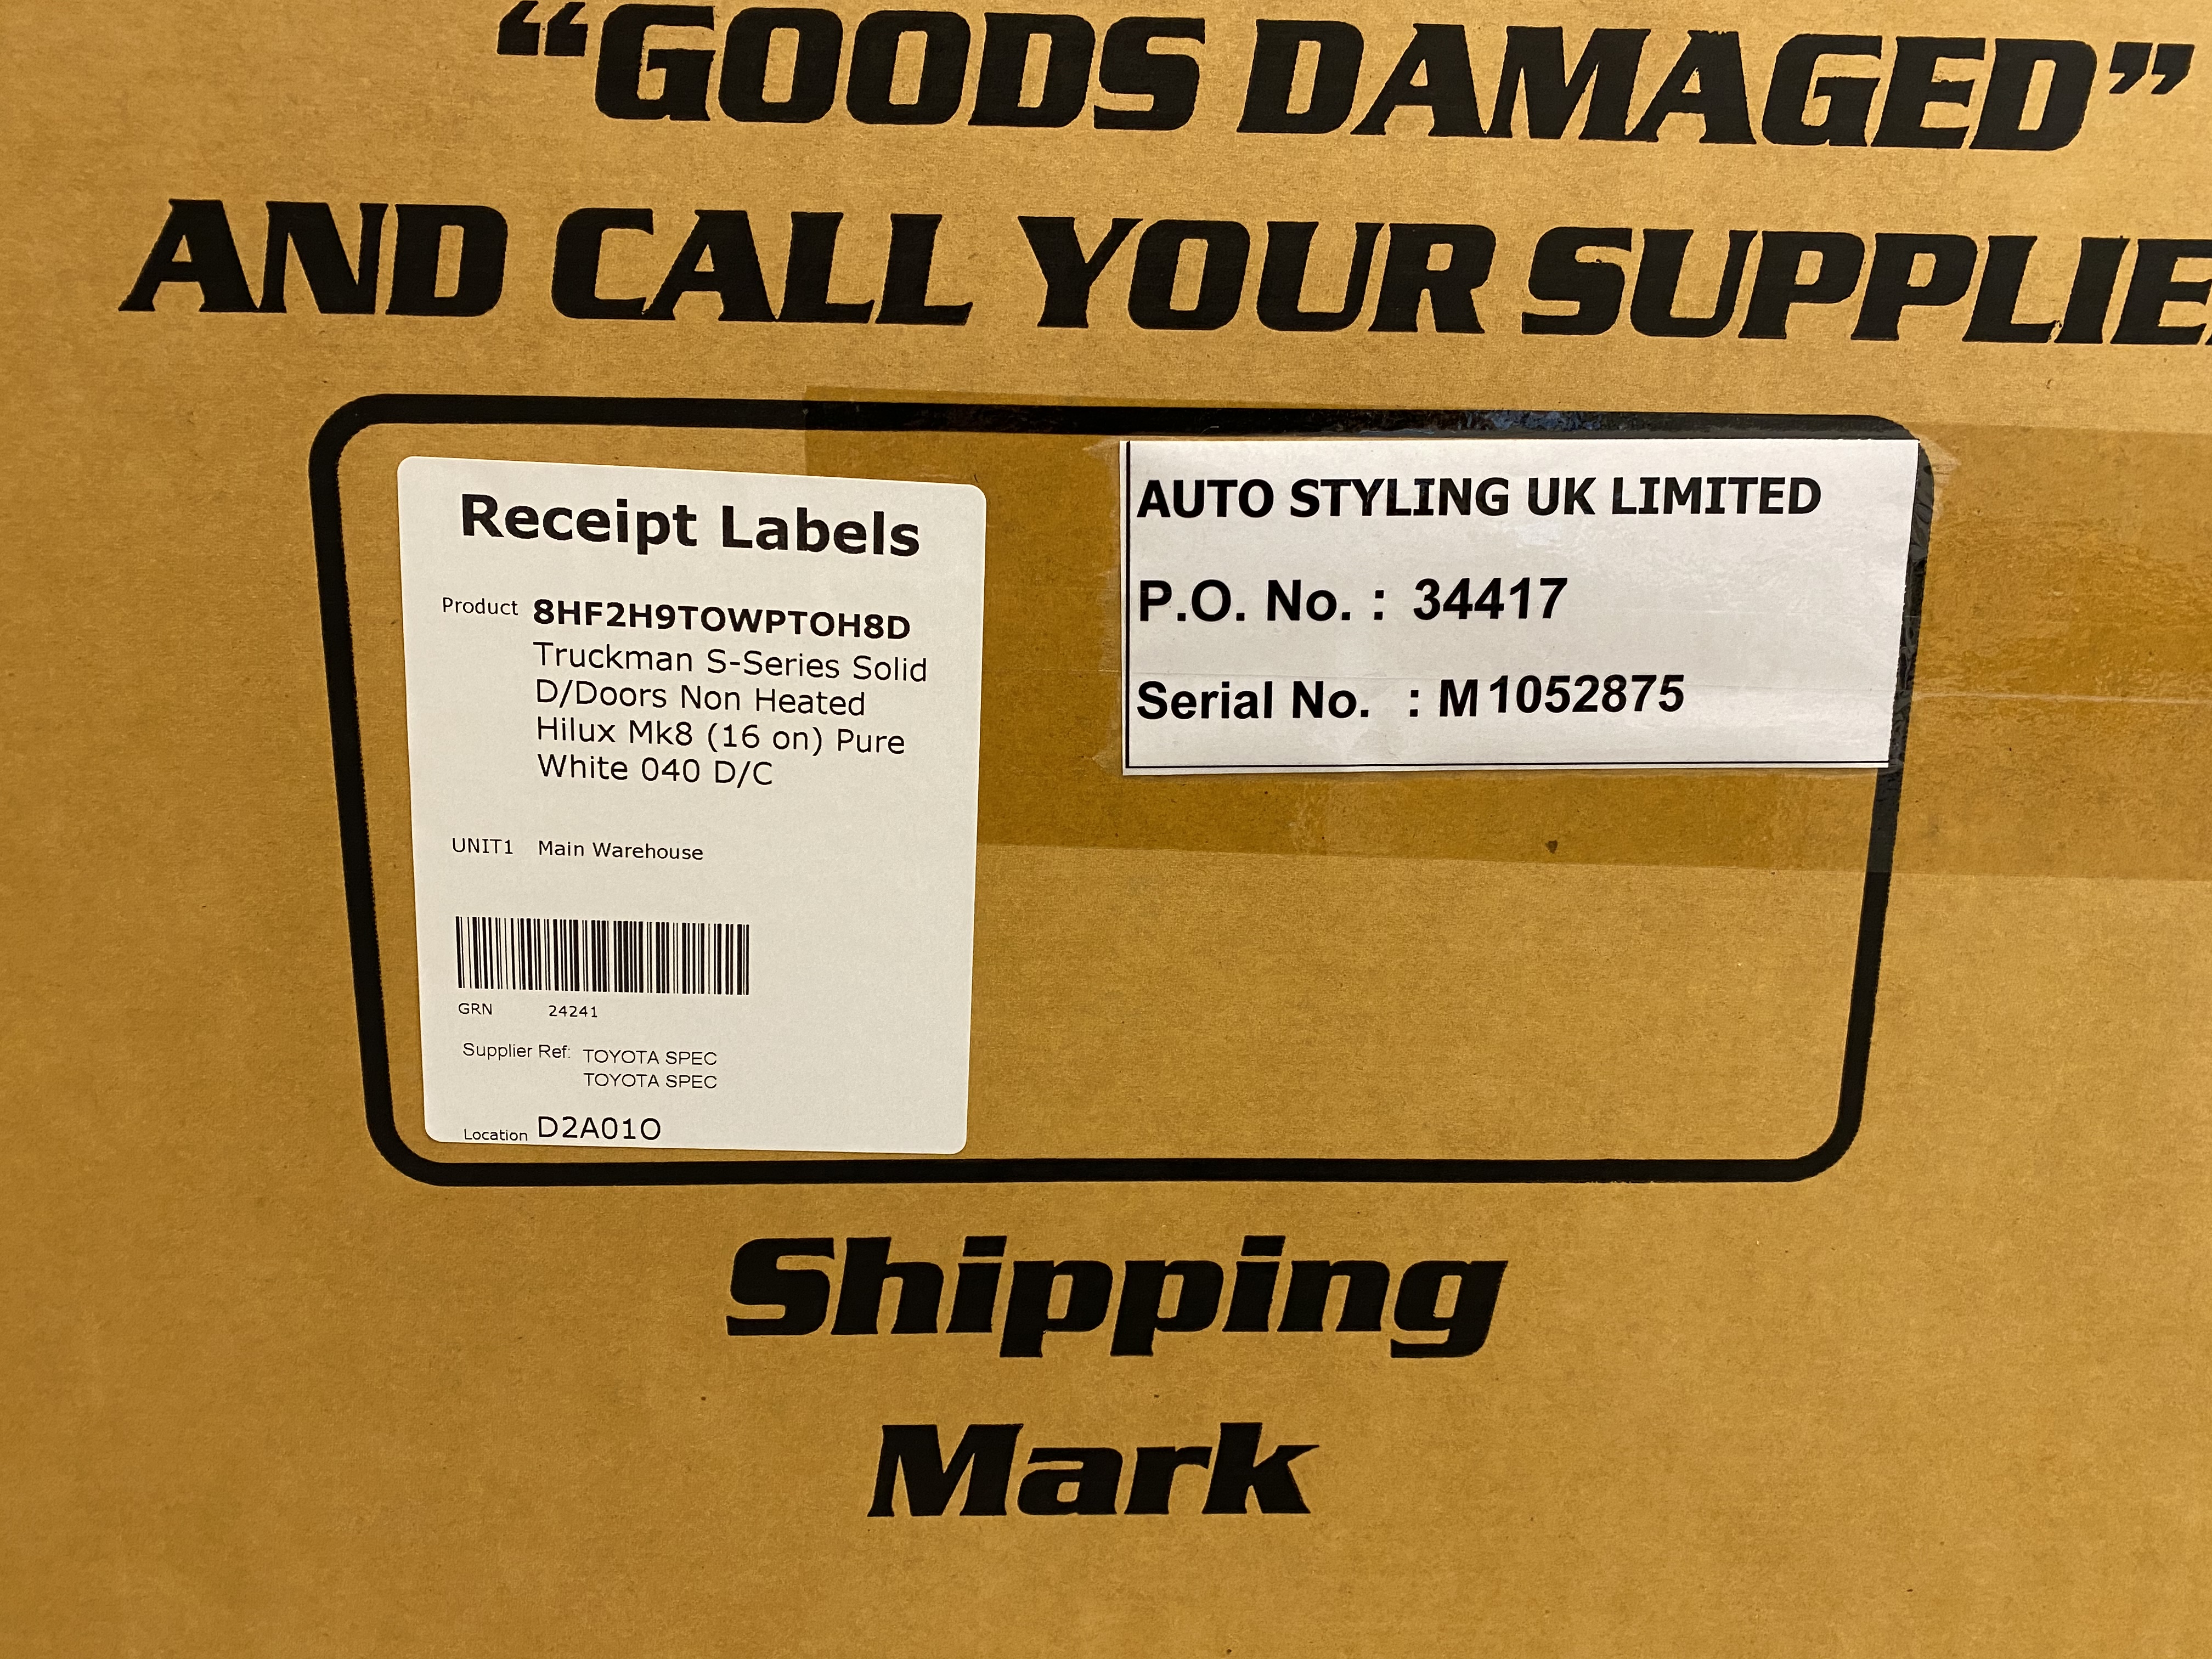 “GOODS DAMAGED”
AND CALL YOUR SUPPLIE
Receipt Labels
Product 8HF2H9TOWPTOH8D
Truckman S-Series Solid
D/Doors Non Heated
Hilux Mk8 (16 on) Pure
White 040 D/C
UNIT1 Main Warehouse
GRN 24241
Supplier Ref: TOYOTA SPEC
TOYOTA SPEC
Location D2A01O
AUTO STYLING UK LIMITED
P.O. No. : 34417
Serial No. : M1052875
Shipping
Mark